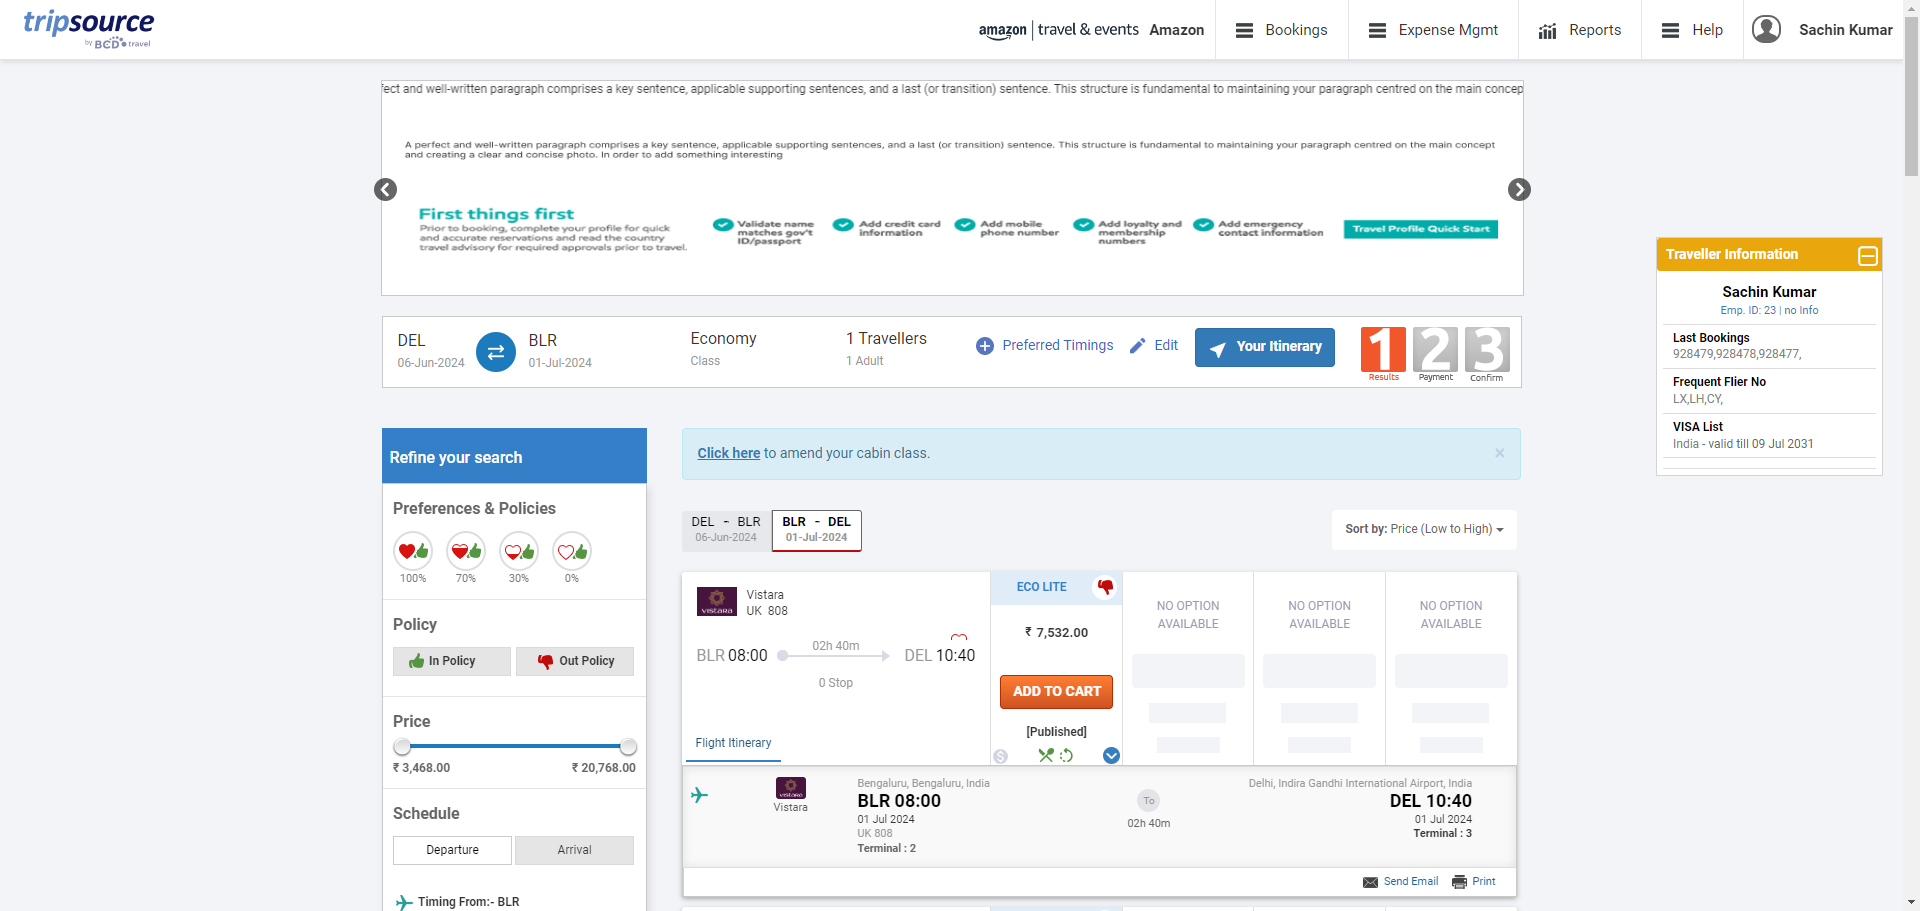 tripsource
by BCD travel
amazon travel & events Amazon
Bookings
Expense Mgmt
Reports
Help
Sachin Kumar
fect and well-written paragraph comprises a key sentence, applicable supporting sentences, and a last (or transition) sentence. This structure is fundamental to maintaining your paragraph centred on the main concep
A perfect and well-written paragraph comprises a key sentence, applicable supporting sentences, and a last (or transition) sentence. This structure is fundamental to maintaining your paragraph centred on the main concept
and creating a clear and concise photo. In order to add something interesting
First things first
Prior to booking, complete your profile for quick
and accurate reservations and read the country
travel advisory for required approvals prior to travel.
Validate name
matches gov't
ID/passport
Add credit card
information
Add mobile
phone number
Add loyalty and
membership
numbers
Add emergency
contact information
Travel Profile Quick Start
Traveller Information
Sachin Kumar
Emp. ID: 23 | no Info
Last Bookings
928479,928478,928477,
Frequent Flier No
LX,LH,CY,
VISA List
India - valid till 09 Jul 2031
DEL
06-Jun-2024
BLR
01-Jul-2024
Economy
Class
1 Travellers
1 Adult
Preferred Timings
Edit
Your Itinerary
1 2 3
Results Payment Confirm
Refine your search
Preferences & Policies
100% 70% 30% 0%
Policy
In Policy
Out Policy
Price
₹ 3,468.00
₹ 20,768.00
Schedule
Departure
Arrival
Timing From:- BLR
Click here to amend your cabin class.
×
DEL - BLR
06-Jun-2024
BLR - DEL
01-Jul-2024
Sort by: Price (Low to High)
VISTARA
Vistara
UK 808
BLR 08:00
02h 40m
0 Stop
DEL 10:40
Flight Itinerary
ECO LITE
₹ 7,532.00
ADD TO CART
[Published]
$
NO OPTION
AVAILABLE
NO OPTION
AVAILABLE
NO OPTION
AVAILABLE
VISTARA
Vistara
Bengaluru, Bengaluru, India
BLR 08:00
01 Jul 2024
UK 808
Terminal : 2
To
02h 40m
Delhi, Indira Gandhi International Airport, India
DEL 10:40
01 Jul 2024
Terminal : 3
Send Email
Print